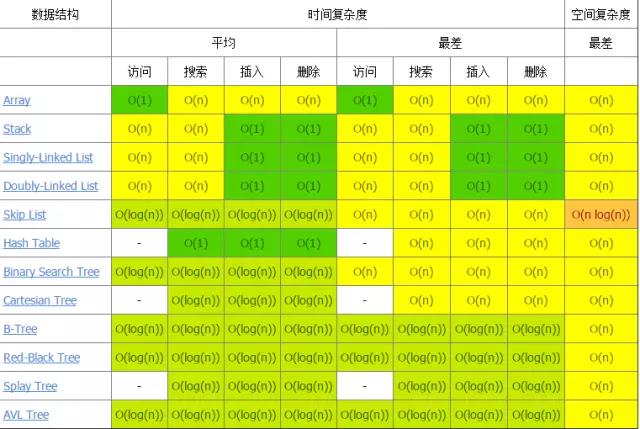 数据结构 时间复杂度 空间复杂度
平均 最差 最差
访问 搜索 插入 删除 访问 搜索 插入 删除
Array O(1) O(n) O(n) O(n) O(1) O(n) O(n) O(n) O(n)
Stack O(n) O(n) O(1) O(1) O(n) O(n) O(1) O(1) O(n)
Singly-Linked List O(n) O(n) O(1) O(1) O(n) O(n) O(1) O(1) O(n)
Doubly-Linked List O(n) O(n) O(1) O(1) O(n) O(n) O(1) O(1) O(n)
Skip List O(log(n)) O(log(n)) O(log(n)) O(log(n)) O(n) O(n) O(n) O(n) O(n log(n))
Hash Table - O(1) O(1) O(1) - O(n) O(n) O(n) O(n)
Binary Search Tree O(log(n)) O(log(n)) O(log(n)) O(log(n)) O(n) O(n) O(n) O(n) O(n)
Cartesian Tree - O(log(n)) O(log(n)) O(log(n)) - O(n) O(n) O(n) O(n)
B-Tree O(log(n)) O(log(n)) O(log(n)) O(log(n)) O(log(n)) O(log(n)) O(log(n)) O(log(n)) O(n)
Red-Black Tree O(log(n)) O(log(n)) O(log(n)) O(log(n)) O(log(n)) O(log(n)) O(log(n)) O(log(n)) O(n)
Splay Tree - O(log(n)) O(log(n)) O(log(n)) - O(log(n)) O(log(n)) O(log(n)) O(n)
AVL Tree O(log(n)) O(log(n)) O(log(n)) O(log(n)) O(log(n)) O(log(n)) O(log(n)) O(log(n)) O(n)